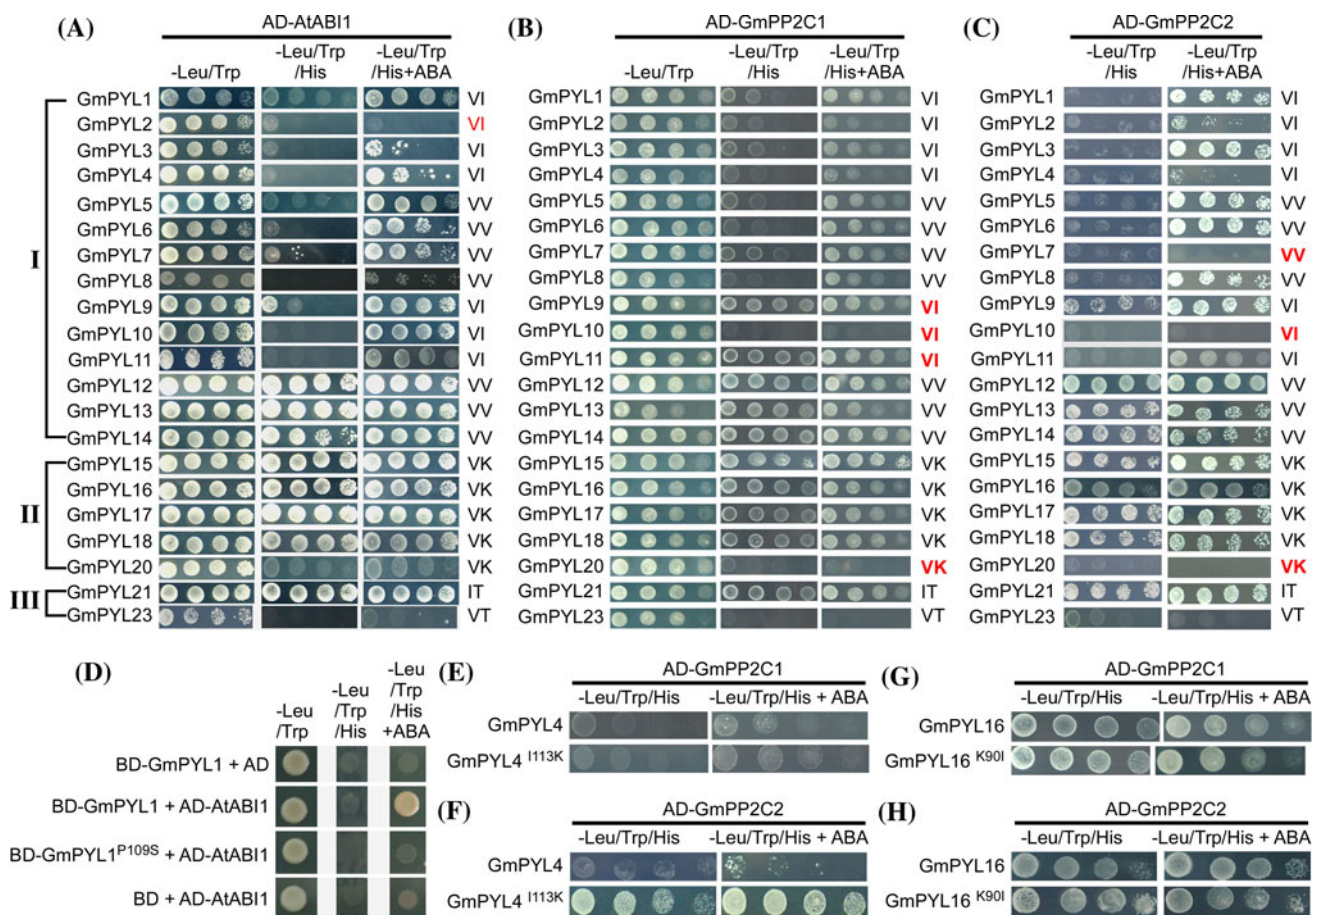 (A)
AD-AtABI1
-Leu/Trp
-Leu/Trp
/His
-Leu/Trp
/His+ABA
I
GmPYL1 VI
GmPYL2 VI
GmPYL3 VI
GmPYL4 VI
GmPYL5 VV
GmPYL6 VV
GmPYL7 VV
GmPYL8 VV
GmPYL9 VI
GmPYL10 VI
GmPYL11 VI
GmPYL12 VV
GmPYL13 VV
GmPYL14 VV
II
GmPYL15 VK
GmPYL16 VK
GmPYL17 VK
GmPYL18 VK
GmPYL20 VK
III
GmPYL21 IT
GmPYL23 VT
(B)
AD-GmPP2C1
-Leu/Trp
-Leu/Trp
/His
-Leu/Trp
/His+ABA
GmPYL1 VI
GmPYL2 VI
GmPYL3 VI
GmPYL4 VI
GmPYL5 VV
GmPYL6 VV
GmPYL7 VV
GmPYL8 VV
GmPYL9 VI
GmPYL10 VI
GmPYL11 VI
GmPYL12 VV
GmPYL13 VV
GmPYL14 VV
GmPYL15 VK
GmPYL16 VK
GmPYL17 VK
GmPYL18 VK
GmPYL20 VK
GmPYL21 IT
GmPYL23 VT
(C)
AD-GmPP2C2
-Leu/Trp
/His
-Leu/Trp
/His+ABA
GmPYL1 VI
GmPYL2 VI
GmPYL3 VI
GmPYL4 VI
GmPYL5 VV
GmPYL6 VV
GmPYL7 VV
GmPYL8 VV
GmPYL9 VI
GmPYL10 VI
GmPYL11 VI
GmPYL12 VV
GmPYL13 VV
GmPYL14 VV
GmPYL15 VK
GmPYL16 VK
GmPYL17 VK
GmPYL18 VK
GmPYL20 VK
GmPYL21 IT
GmPYL23 VT
(D)
-Leu
/Trp
-Leu
/Trp
/His
-Leu
/Trp
/His
+ABA
BD-GmPYL1 + AD
BD-GmPYL1 + AD-AtABI1
BD-GmPYL1P109S + AD-AtABI1
BD + AD-AtABI1
(E)
AD-GmPP2C1
-Leu/Trp/His -Leu/Trp/His + ABA
GmPYL4
GmPYL4 I113K
(F)
AD-GmPP2C2
-Leu/Trp/His -Leu/Trp/His + ABA
GmPYL4
GmPYL4 I113K
(G)
AD-GmPP2C1
-Leu/Trp/His -Leu/Trp/His + ABA
GmPYL16
GmPYL16 K90I
(H)
AD-GmPP2C2
-Leu/Trp/His -Leu/Trp/His + ABA
GmPYL16
GmPYL16 K90I